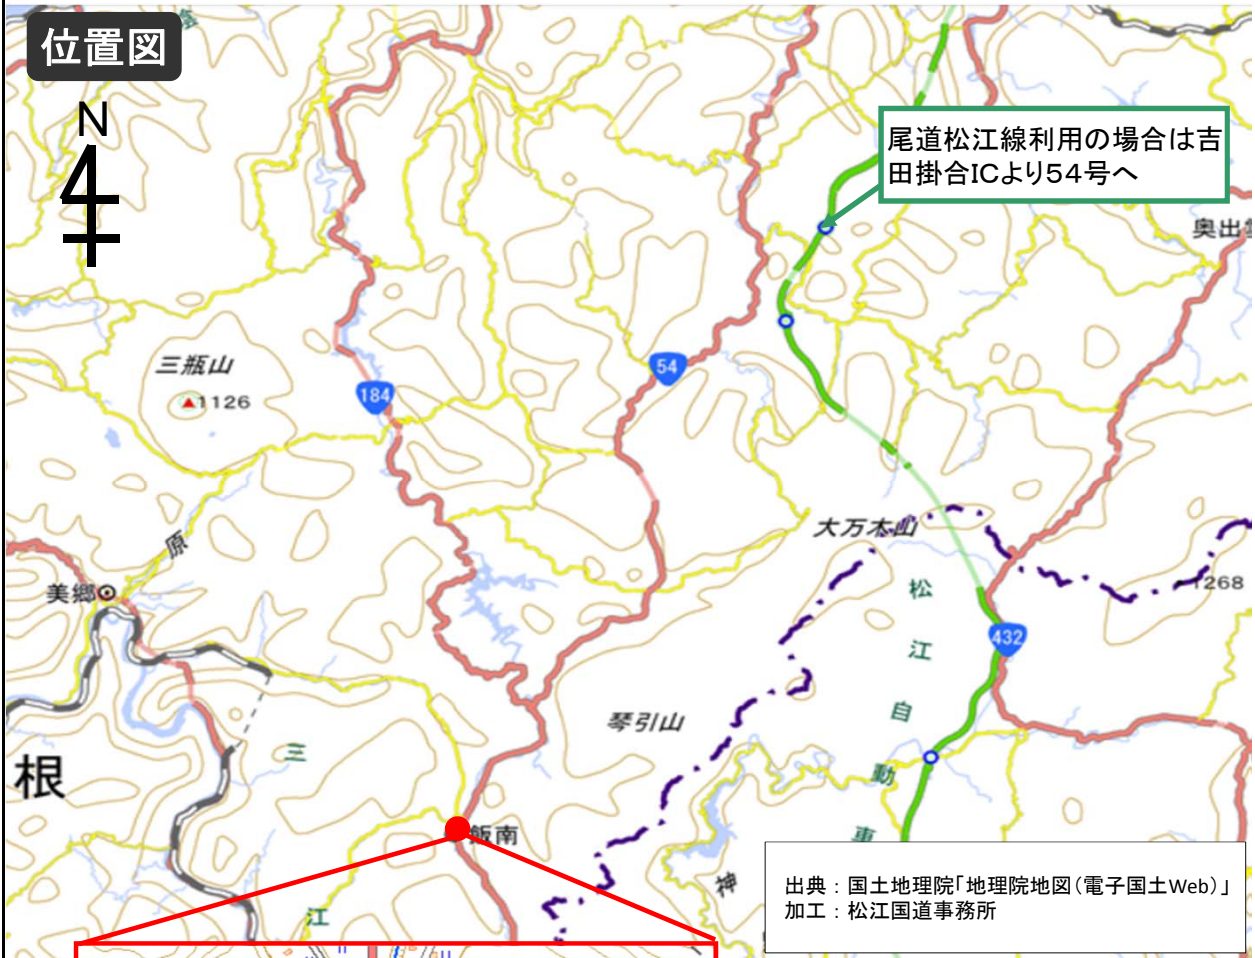 位置図
N
尾道松江線利用の場合は吉
田掛合ICより54号へ
奥出
三瓶山
1126
184
54
大万木山
原
美郷
1268
松
江
自
動
車
432
琴引山
三
根
飯南
江
出典：国土地理院「地理院地図（電子国土Web）」
加工：松江国道事務所